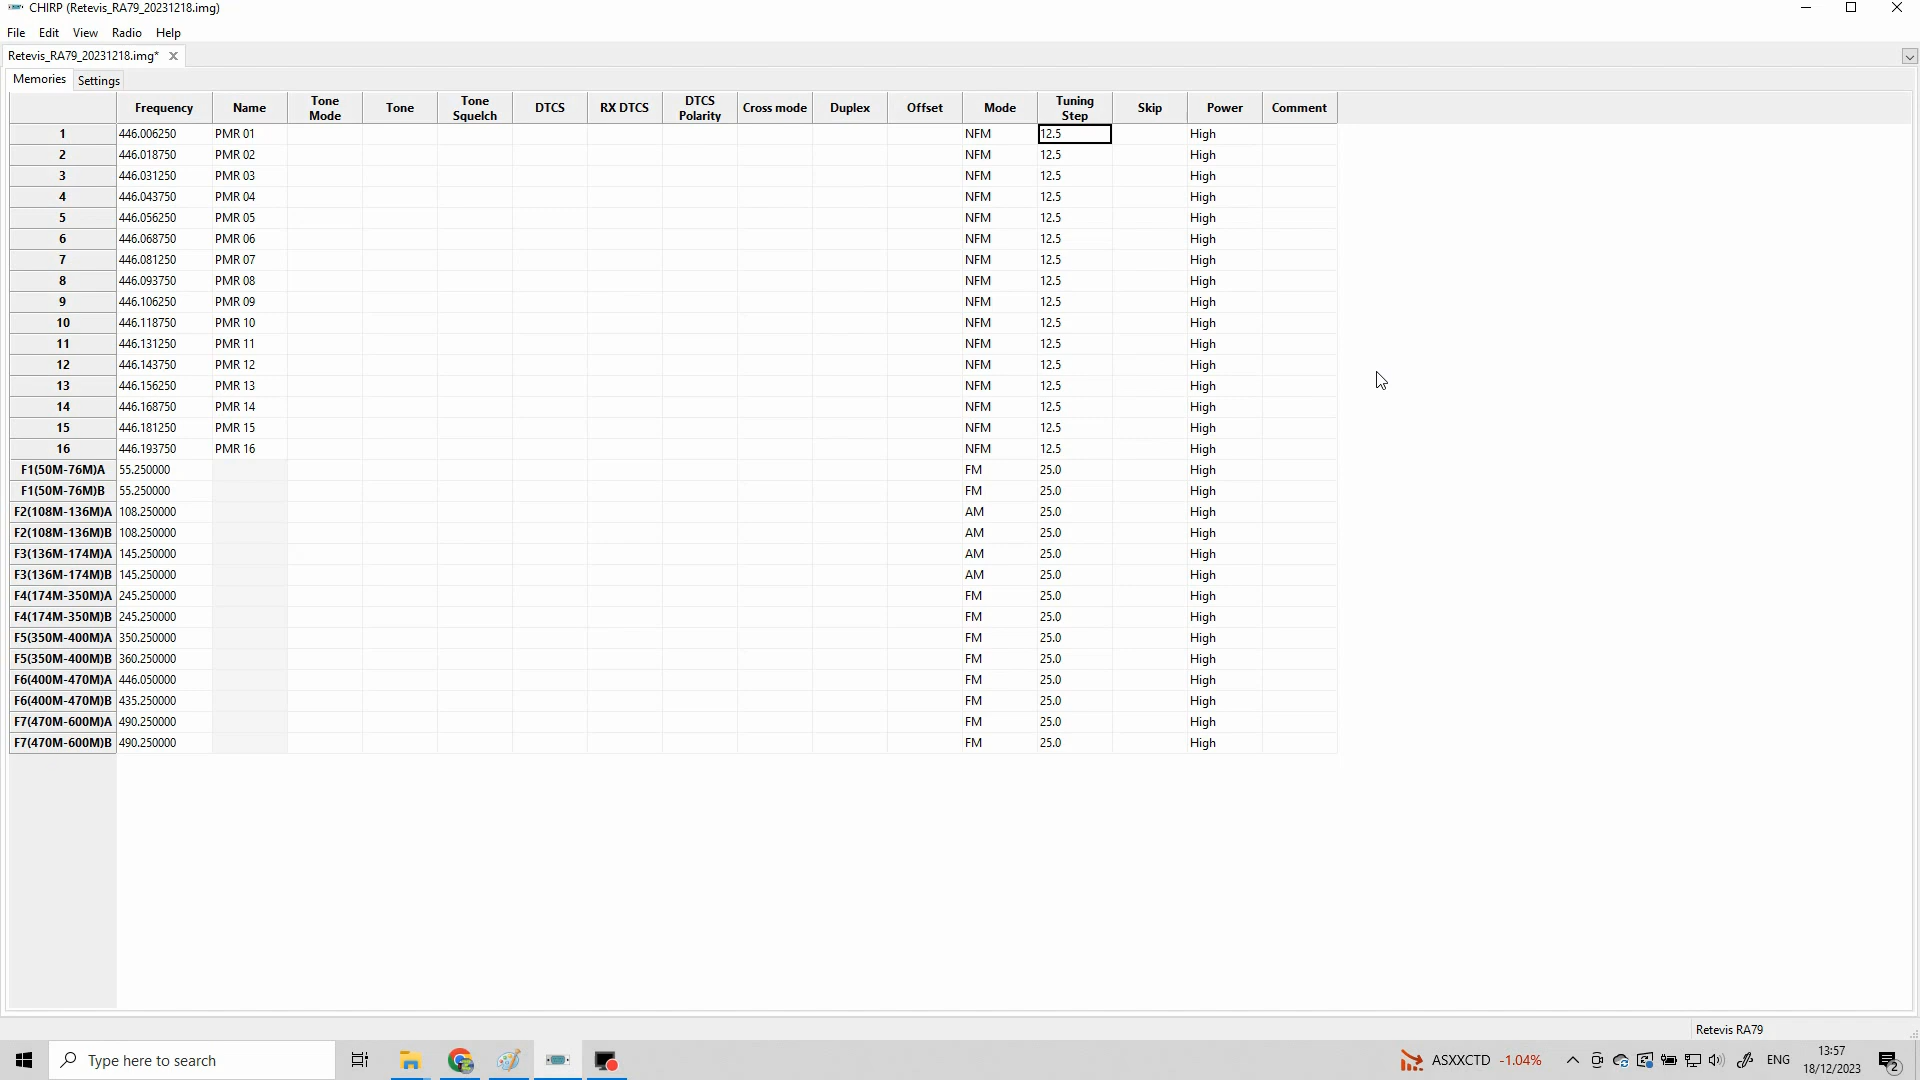 CHIRP (Retevis_RA79_20231218.img)
File Edit View Radio Help
Retevis_RA79_20231218.img*
Memories Settings
Frequency Name Tone Mode Tone Tone Squelch DTCS RX DTCS DTCS Polarity Cross mode Duplex Offset Mode Tuning Step Skip Power Comment
1 446.006250 PMR 01 NFM 12.5 High
2 446.018750 PMR 02 NFM 12.5 High
3 446.031250 PMR 03 NFM 12.5 High
4 446.043750 PMR 04 NFM 12.5 High
5 446.056250 PMR 05 NFM 12.5 High
6 446.068750 PMR 06 NFM 12.5 High
7 446.081250 PMR 07 NFM 12.5 High
8 446.093750 PMR 08 NFM 12.5 High
9 446.106250 PMR 09 NFM 12.5 High
10 446.118750 PMR 10 NFM 12.5 High
11 446.131250 PMR 11 NFM 12.5 High
12 446.143750 PMR 12 NFM 12.5 High
13 446.156250 PMR 13 NFM 12.5 High
14 446.168750 PMR 14 NFM 12.5 High
15 446.181250 PMR 15 NFM 12.5 High
16 446.193750 PMR 16 NFM 12.5 High
F1(50M-76M)A 55.250000 FM 25.0 High
F1(50M-76M)B 55.250000 FM 25.0 High
F2(108M-136M)A 108.250000 AM 25.0 High
F2(108M-136M)B 108.250000 AM 25.0 High
F3(136M-174M)A 145.250000 AM 25.0 High
F3(136M-174M)B 145.250000 AM 25.0 High
F4(174M-350M)A 245.250000 FM 25.0 High
F4(174M-350M)B 245.250000 FM 25.0 High
F5(350M-400M)A 350.250000 FM 25.0 High
F5(350M-400M)B 360.250000 FM 25.0 High
F6(400M-470M)A 446.050000 FM 25.0 High
F6(400M-470M)B 435.250000 FM 25.0 High
F7(470M-600M)A 490.250000 FM 25.0 High
F7(470M-600M)B 490.250000 FM 25.0 High
Retevis RA79
Type here to search
ASXXCTD -1.04%
ENG
13:57
18/12/2023
2